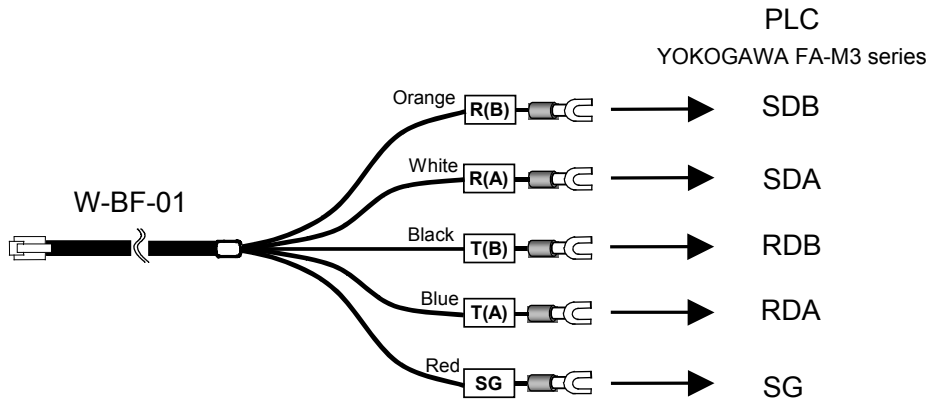 PLC
YOKOGAWA FA-M3 series
Orange R(B) SDB
White R(A) SDA
W-BF-01
Black T(B) RDB
Blue T(A) RDA
Red SG SG